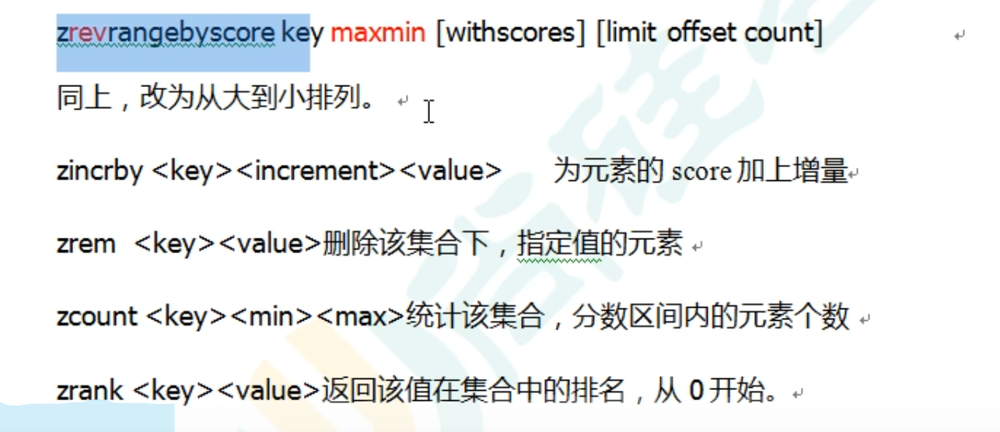 zrevrangebyscore key maxmin [withscores] [limit offset count]
同上，改为从大到小排列。
zincrby <key><increment><value> 为元素的 score 加上增量
zrem <key><value>删除该集合下，指定值的元素
zcount <key><min><max>统计该集合，分数区间内的元素个数
zrank <key><value>返回该值在集合中的排名，从 0 开始。